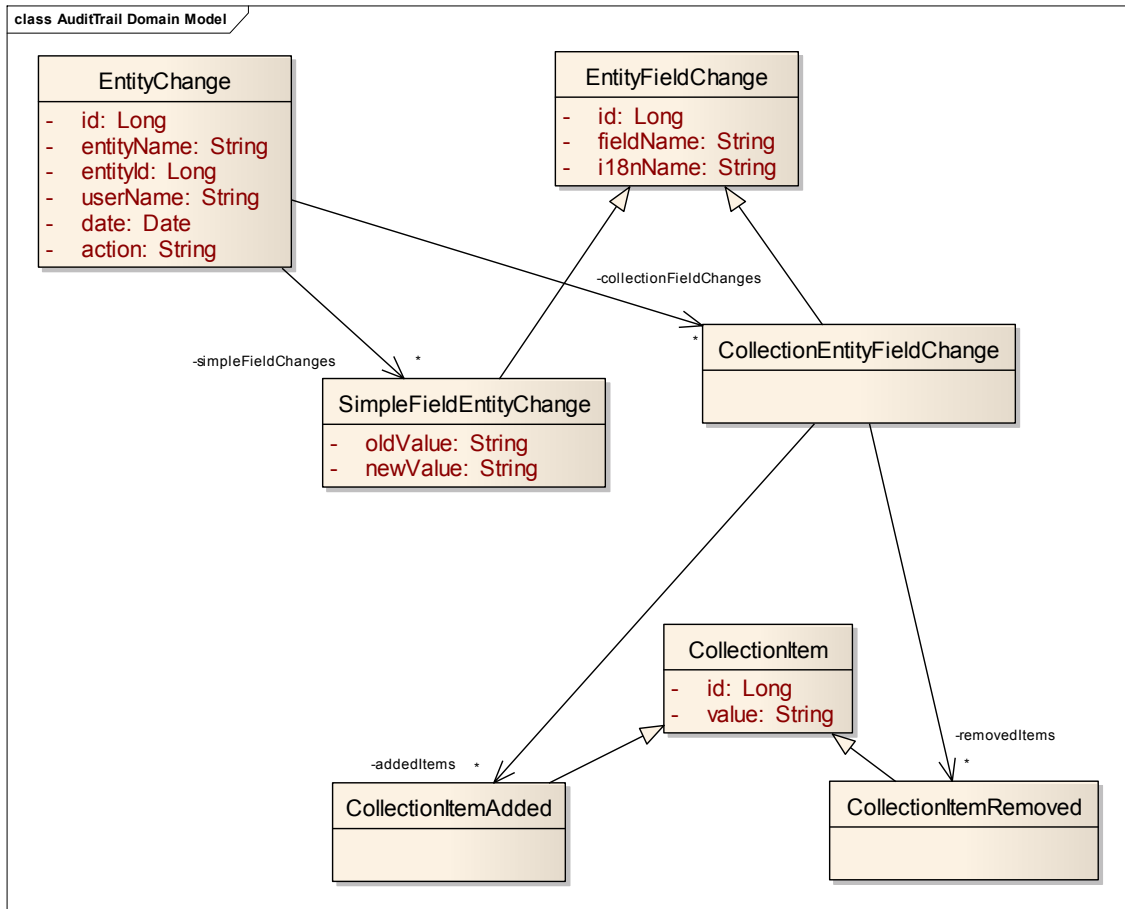 class AuditTrail Domain Model
EntityChange
- id: Long
- entityName: String
- entityId: Long
- userName: String
- date: Date
- action: String
EntityFieldChange
- id: Long
- fieldName: String
- i18nName: String
-collectionFieldChanges
*
-simpleFieldChanges
*
CollectionEntityFieldChange
SimpleFieldEntityChange
- oldValue: String
- newValue: String
CollectionItem
- id: Long
- value: String
-addedItems
*
-removedItems
*
CollectionItemAdded
CollectionItemRemoved